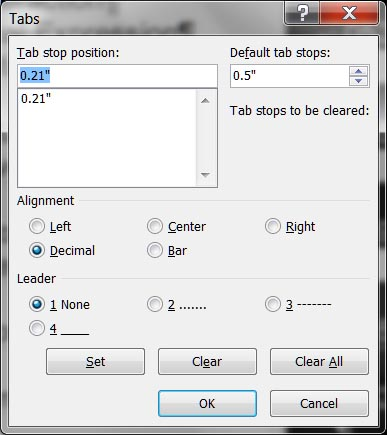 Tabs
Tab stop position:
Default tab stops:
0.21"
0.5"
0.21"
Tab stops to be cleared:
Alignment
Left
Center
Right
Decimal
Bar
Leader
1 None
2 .......
3 -------
4 ____
Set
Clear
Clear All
OK
Cancel